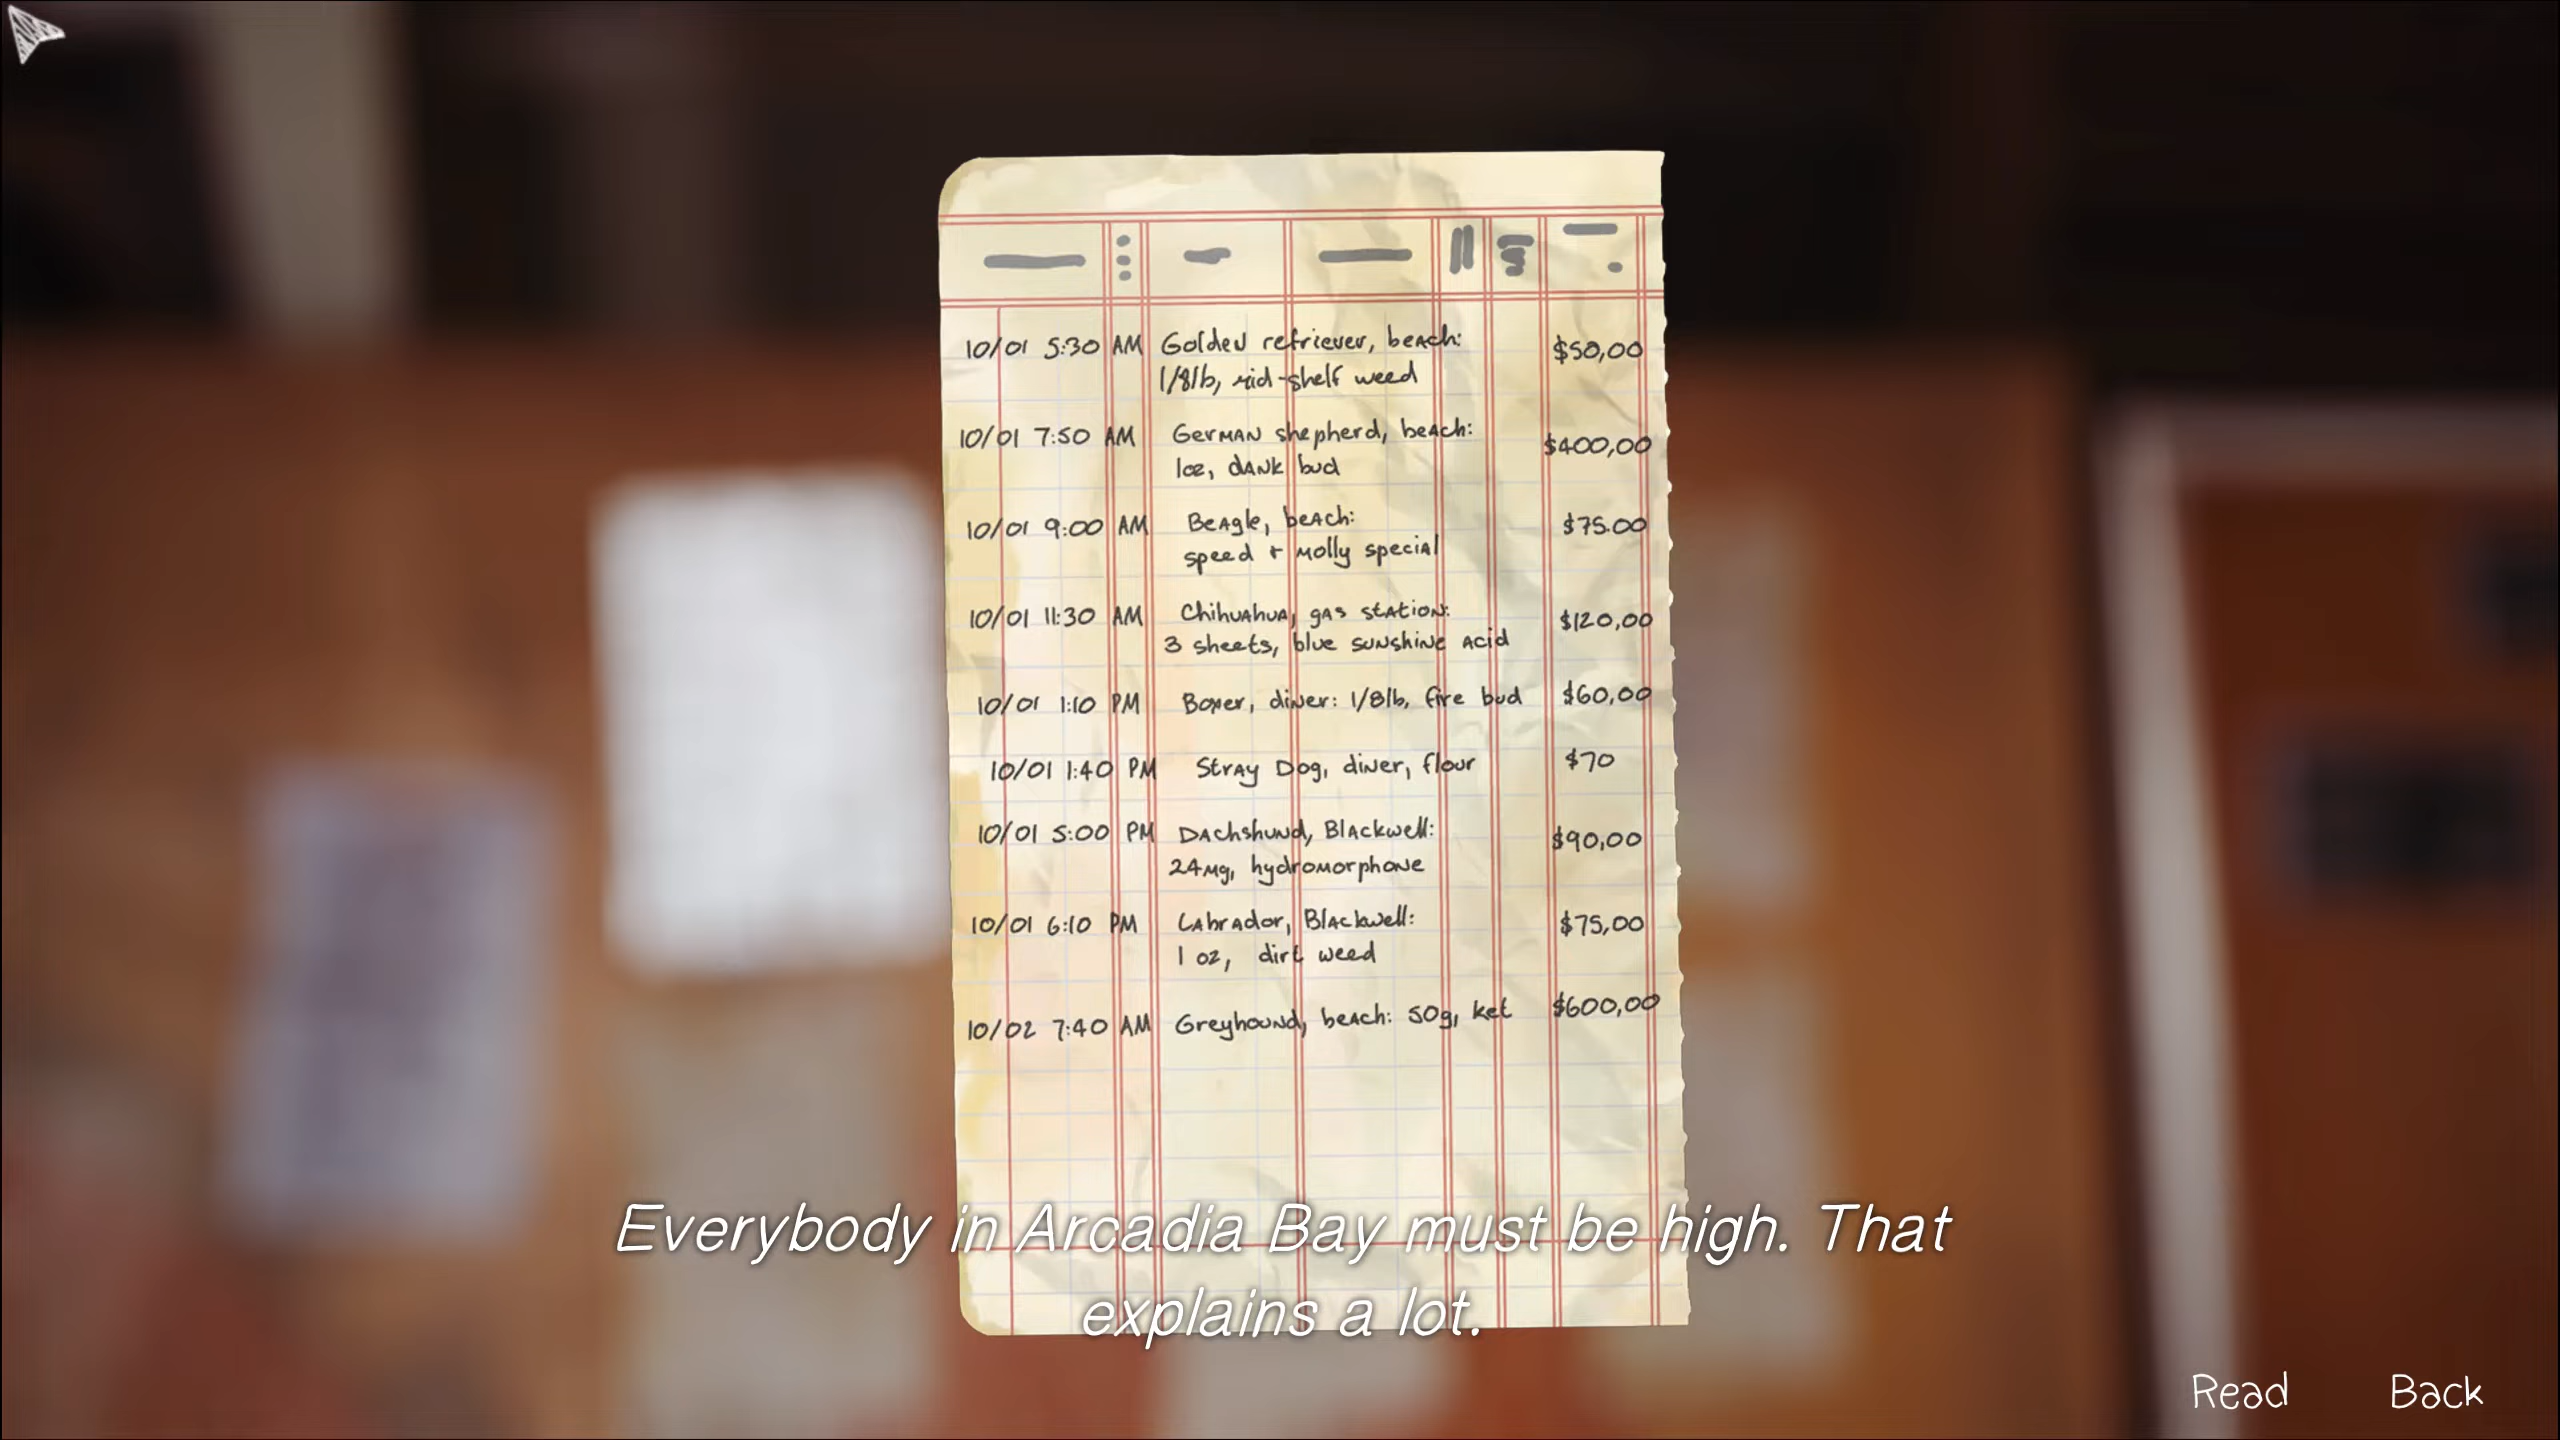 10/01 5:30 AM Golden retriever, beach: $50,00
1/8lb, mid-shelf weed
10/01 7:50 AM German shepherd, beach: $400,00
1oz, dank bud
10/01 9:00 AM Beagle, beach: $75.00
speed + Molly special
10/01 11:30 AM Chihuahua, gas station: $120,00
3 sheets, blue sunshine acid
10/01 1:10 PM Boxer, diner: 1/8lb, fire bud $60,00
10/01 1:40 PM Stray Dog, diner, flour $70
10/01 5:00 PM Dachshund, Blackwell: $90,00
24mg, hydromorphone
10/01 6:10 PM Labrador, Blackwell: $75,00
1 oz, dirt weed
10/02 7:40 AM Greyhound, beach: 50g, ket $600,00
Everybody in Arcadia Bay must be high. That
explains a lot.
Read Back